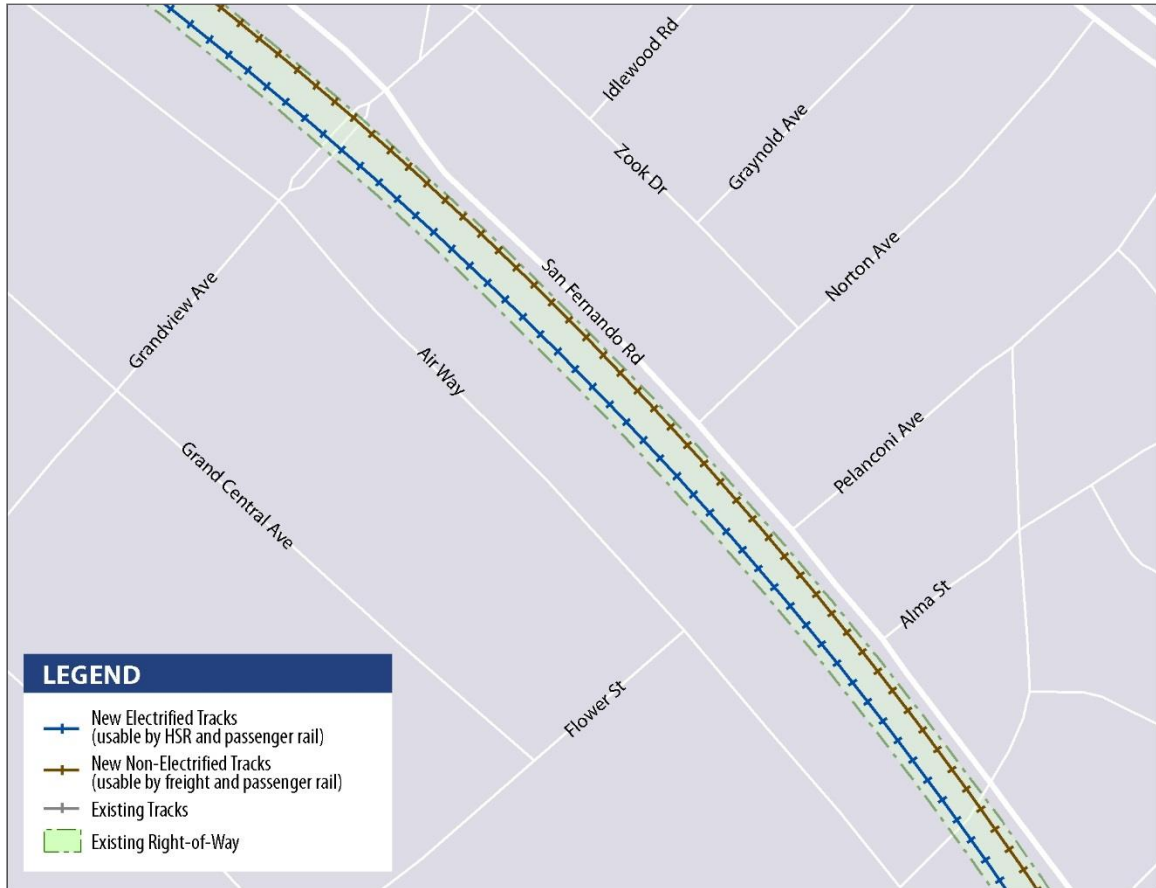 Idlewood Rd
Zook Dr
Graynold Ave
San Fernando Rd
Norton Ave
Grandview Ave
Air Way
Pelanconi Ave
Grand Central Ave
Alma St
Flower St
LEGEND
New Electrified Tracks
(usable by HSR and passenger rail)
New Non-Electrified Tracks
(usable by freight and passenger rail)
Existing Tracks
Existing Right-of-Way